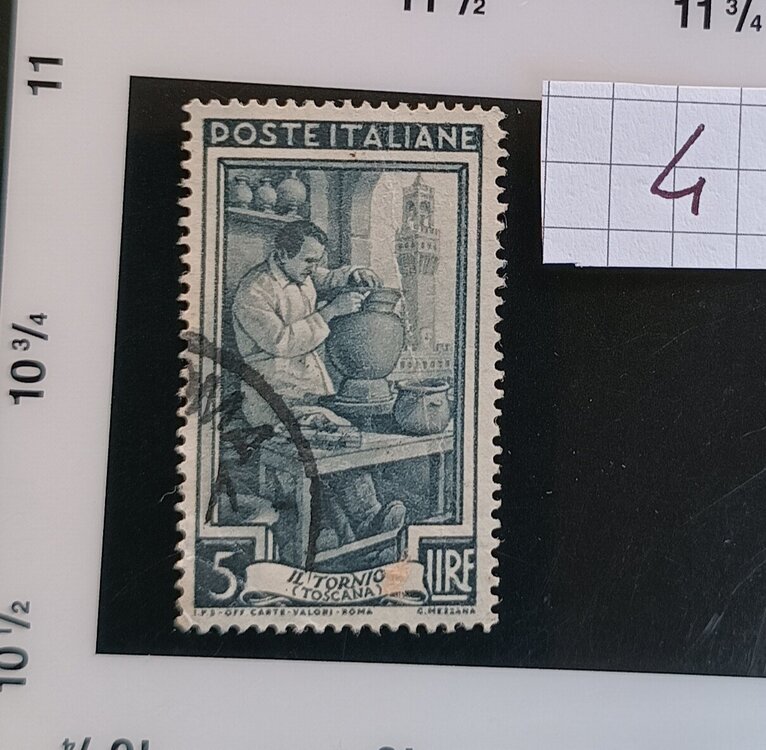 11 1/2
11 3/4
11
4
POSTE ITALIANE
10 3/4
5
IL TORNIO
(TOSCANA)
LIRE
I.P.S-OFF. CARTE-VALORI-ROMA
G.MEZZANA
10 1/2